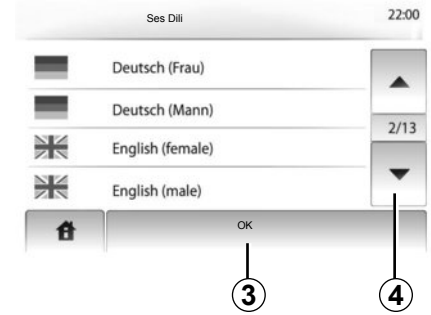 Ses Dili
22:00
Deutsch (Frau)
Deutsch (Mann)
2/13
English (female)
English (male)
OK
3
4